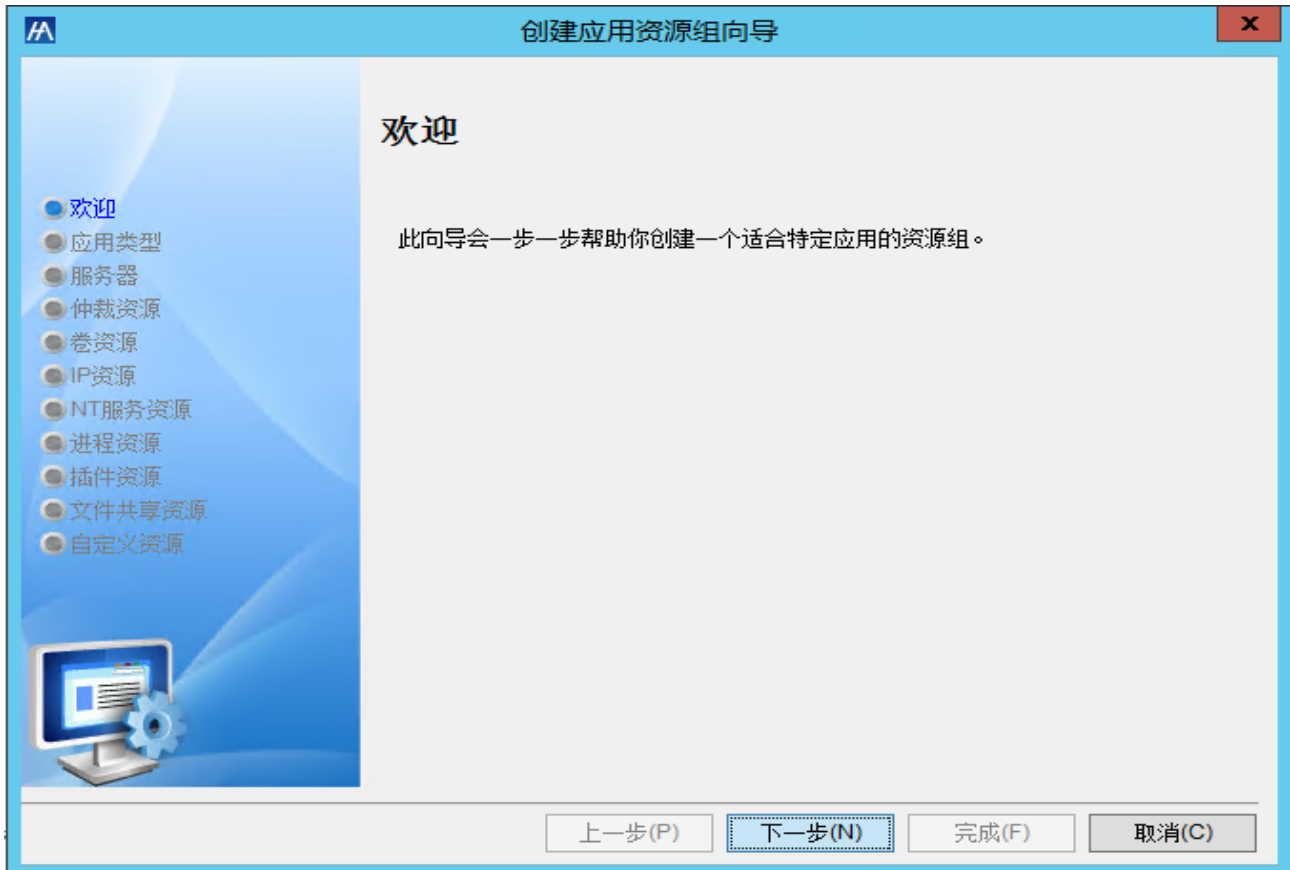 创建应用资源组向导
欢迎
此向导会一步一步帮助你创建一个适合特定应用的资源组。
欢迎
应用类型
服务器
仲裁资源
卷资源
IP资源
NT服务资源
进程资源
插件资源
文件共享资源
自定义资源
上一步(P) 下一步(N) 完成(F) 取消(C)